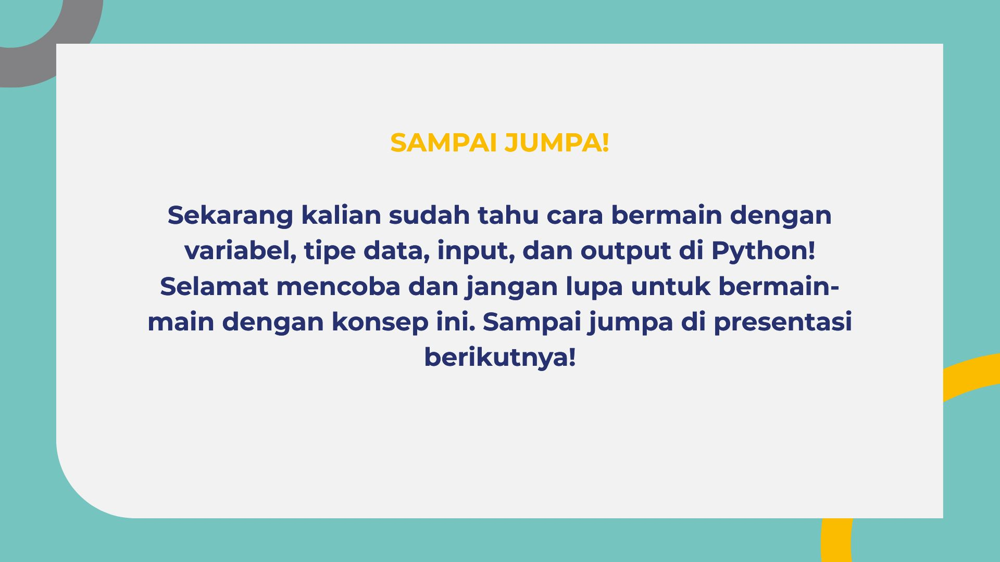 SAMPAI JUMPA!
Sekarang kalian sudah tahu cara bermain dengan
variabel, tipe data, input, dan output di Python!
Selamat mencoba dan jangan lupa untuk bermain-
main dengan konsep ini. Sampai jumpa di presentasi
berikutnya!